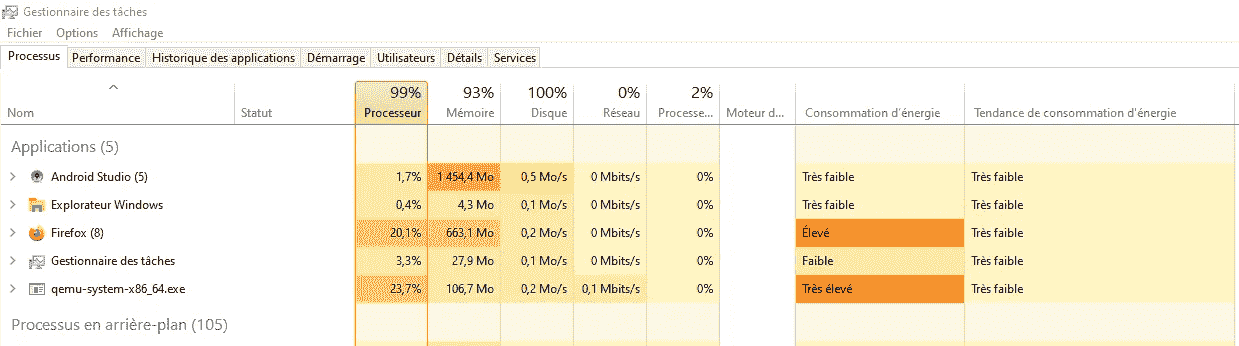 Gestionnaire des tâches
Fichier Options Affichage
Processus Performance Historique des applications Démarrage Utilisateurs Détails Services
99% 93% 100% 0% 2%
Nom Statut Processeur Mémoire Disque Réseau Processe... Moteur d... Consommation d'énergie Tendance de consommation d'énergie
Applications (5)
Android Studio (5) 1,7% 1 454,4 Mo 0,5 Mo/s 0 Mbits/s 0% Très faible Très faible
Explorateur Windows 0,4% 4,3 Mo 0,1 Mo/s 0 Mbits/s 0% Très faible Très faible
Firefox (8) 20,1% 663,1 Mo 0,2 Mo/s 0 Mbits/s 0% Élevé Très faible
Gestionnaire des tâches 3,3% 27,9 Mo 0,1 Mo/s 0 Mbits/s 0% Faible Très faible
qemu-system-x86_64.exe 23,7% 106,7 Mo 0,2 Mo/s 0,1 Mbits/s 0% Très élevé Très faible
Processus en arrière-plan (105)